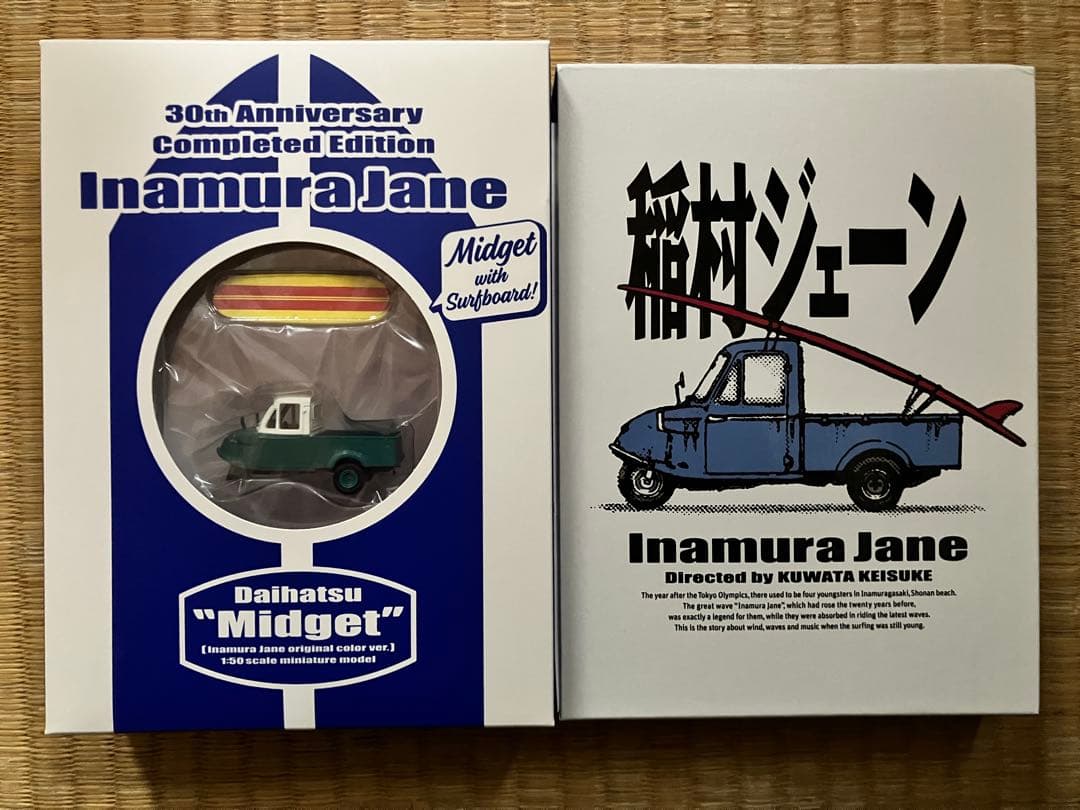 30th Anniversary
Completed Edition
Inamura Jane
Midget
with
Surfboard!
Daihatsu
"Midget"
(Inamura Jane original color ver.)
1:50 scale miniature model
稲村ジェーン
Inamura Jane
Directed by KUWATA KEISUKE
The year after the Tokyo Olympics, there used to be four youngsters in Inamuragasaki, Shonan beach.
The great wave "Inamura Jane", which had rose the twenty years before,
was exactly a legend for them, while they were absorbed in riding the latest waves.
This is the story about wind, waves and music when the surfing was still young.